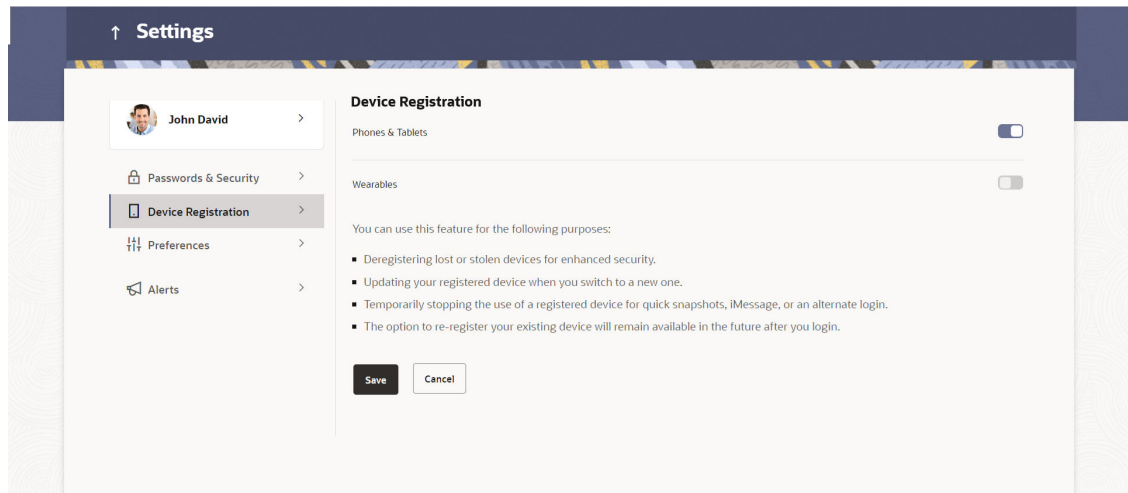 Settings
John David
Passwords & Security
Device Registration
Preferences
Alerts
Device Registration
Phones & Tablets
Wearables
You can use this feature for the following purposes:
Deregistering lost or stolen devices for enhanced security.
Updating your registered device when you switch to a new one.
Temporarily stopping the use of a registered device for quick snapshots, iMessage, or an alternate login.
The option to re-register your existing device will remain available in the future after you login.
Save Cancel